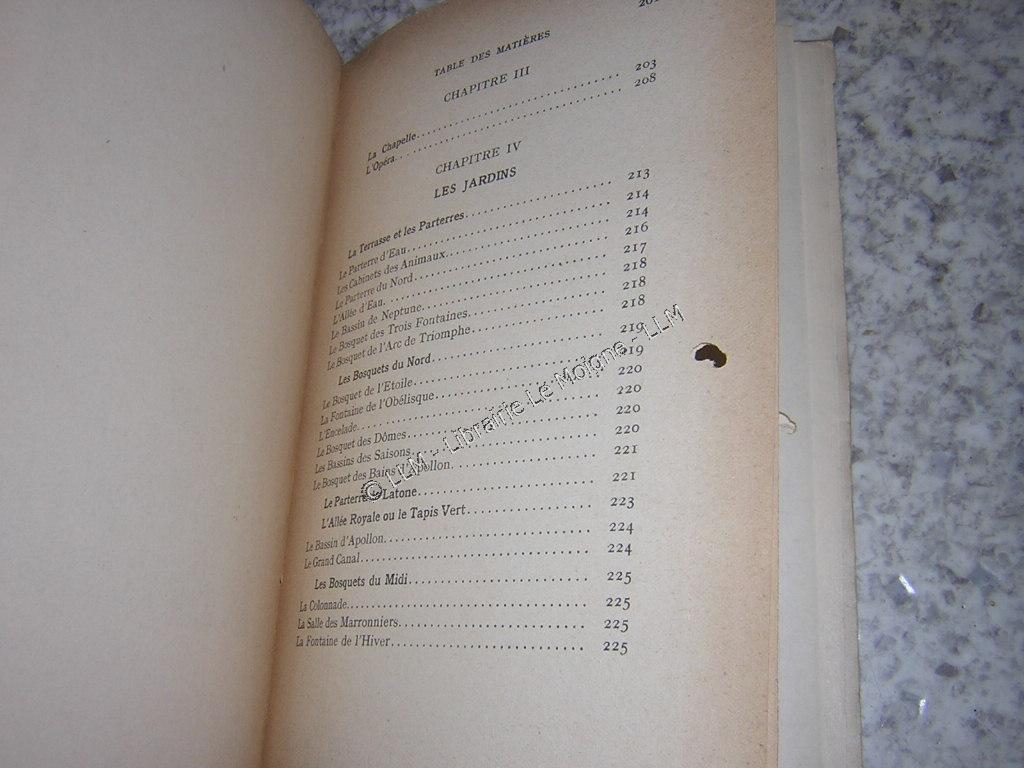 TABLE DES MATIÈRES
CHAPITRE III
La Chapelle........................ 203
L'Opéra........................ 208
CHAPITRE IV
LES JARDINS
La Terrasse et les Parterres.................... 213
Le Parterre d'Eau.................... 214
Les Cabinets des Animaux.................... 214
Le Parterre du Nord.................... 216
L'Allée d'Eau.................... 217
Le Bassin de Neptune.................... 218
Le Bosquet des Trois Fontaines.................... 218
Le Bosquet de l'Arc de Triomphe.................... 218
Les Bosquets du Nord.................... 219
Le Bosquet de l'Etoile.................... 219
La Fontaine de l'Obélisque.................... 220
L'Encelade.................... 220
Le Bosquet des Dômes.................... 220
Les Bassins des Saisons.................... 220
Le Bosquet des Bains d'Apollon.................... 221
Le Parterre de Latone.................... 221
L'Allée Royale ou le Tapis Vert.................... 223
Le Bassin d'Apollon.................... 224
Le Grand Canal.................... 224
Les Bosquets du Midi.................... 225
La Colonnade.................... 225
La Salle des Marronniers.................... 225
La Fontaine de l'Hiver.................... 225
© LLM - Librairie Le Moigne - LLM